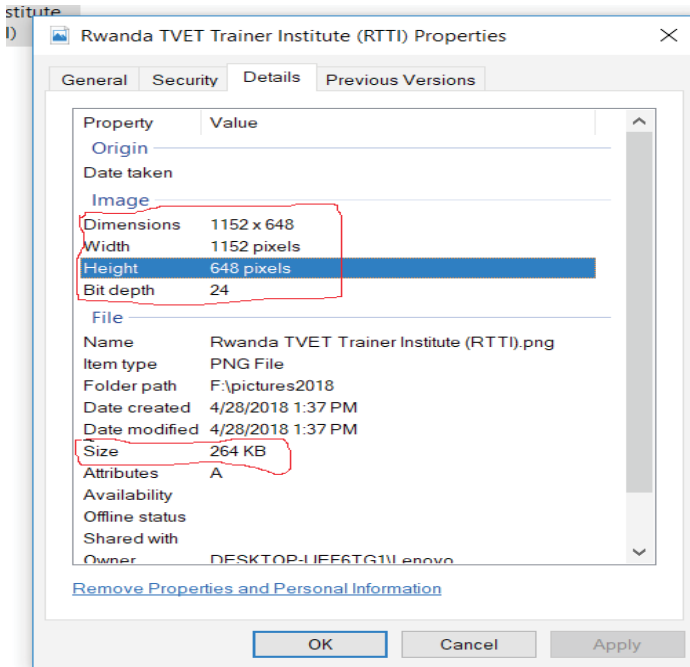 stitute
I)
Rwanda TVET Trainer Institute (RTTI) Properties
General Security Details Previous Versions
Property Value
Origin
Date taken
Image
Dimensions 1152 x 648
Width 1152 pixels
Height 648 pixels
Bit depth 24
File
Name Rwanda TVET Trainer Institute (RTTI).png
Item type PNG File
Folder path F:\pictures2018
Date created 4/28/2018 1:37 PM
Date modified 4/28/2018 1:37 PM
Size 264 KB
Attributes A
Availability
Offline status
Shared with
Owner
Remove Properties and Personal Information
OK Cancel Apply